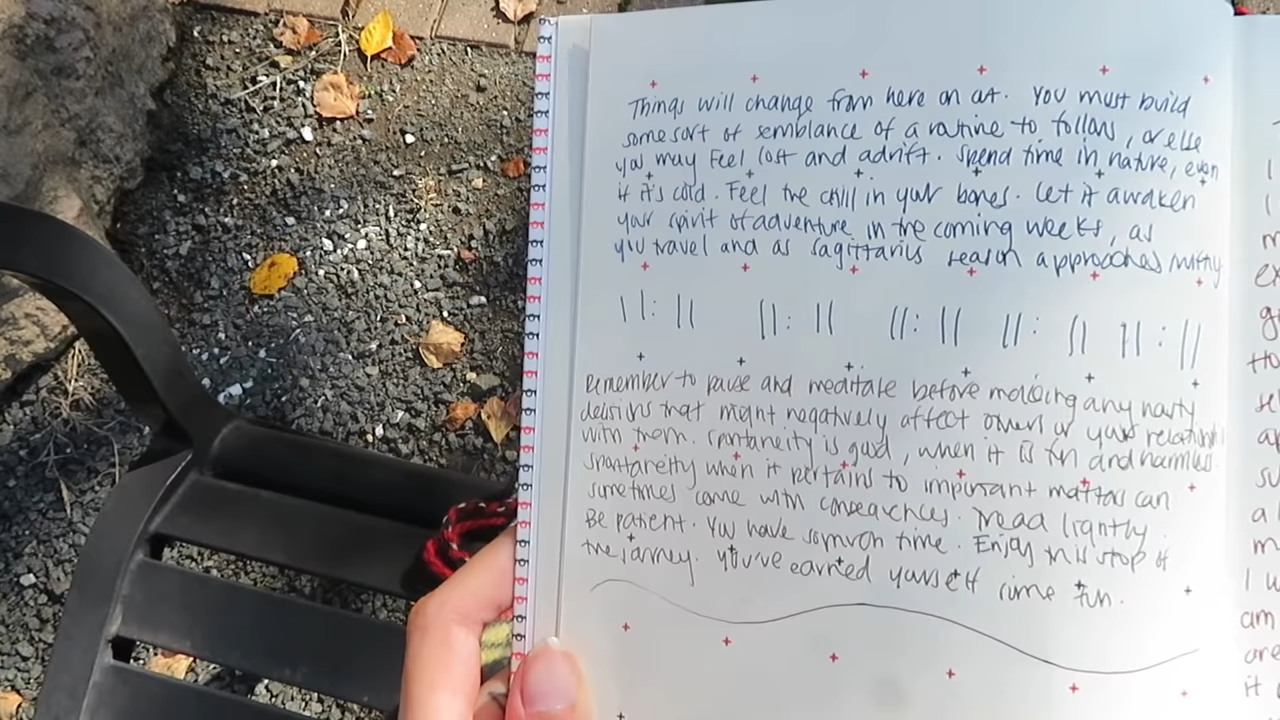 Things will change from here on out. You must build
some sort of semblance of a routine to follow, or else
you may feel lost and adrift. Spend time in nature, even
if it's cold. Feel the chill in your bones. Let it awaken
your spirit of adventure in the coming weeks, as
you travel and as sagittarius season approaches
11:11 11:11 11:11 11:11 11:11
Remember to pause and meditate before making any nasty
decisions that might negatively affect others or your
with them. Spontaneity is good, when it is fun and harmless.
Spontaneity when it pertains to important matters can
sometimes come with consequences. Tread lightly.
Be patient. You have so much time. Enjoy this stop of
the journey. You've earned yourself some fun.